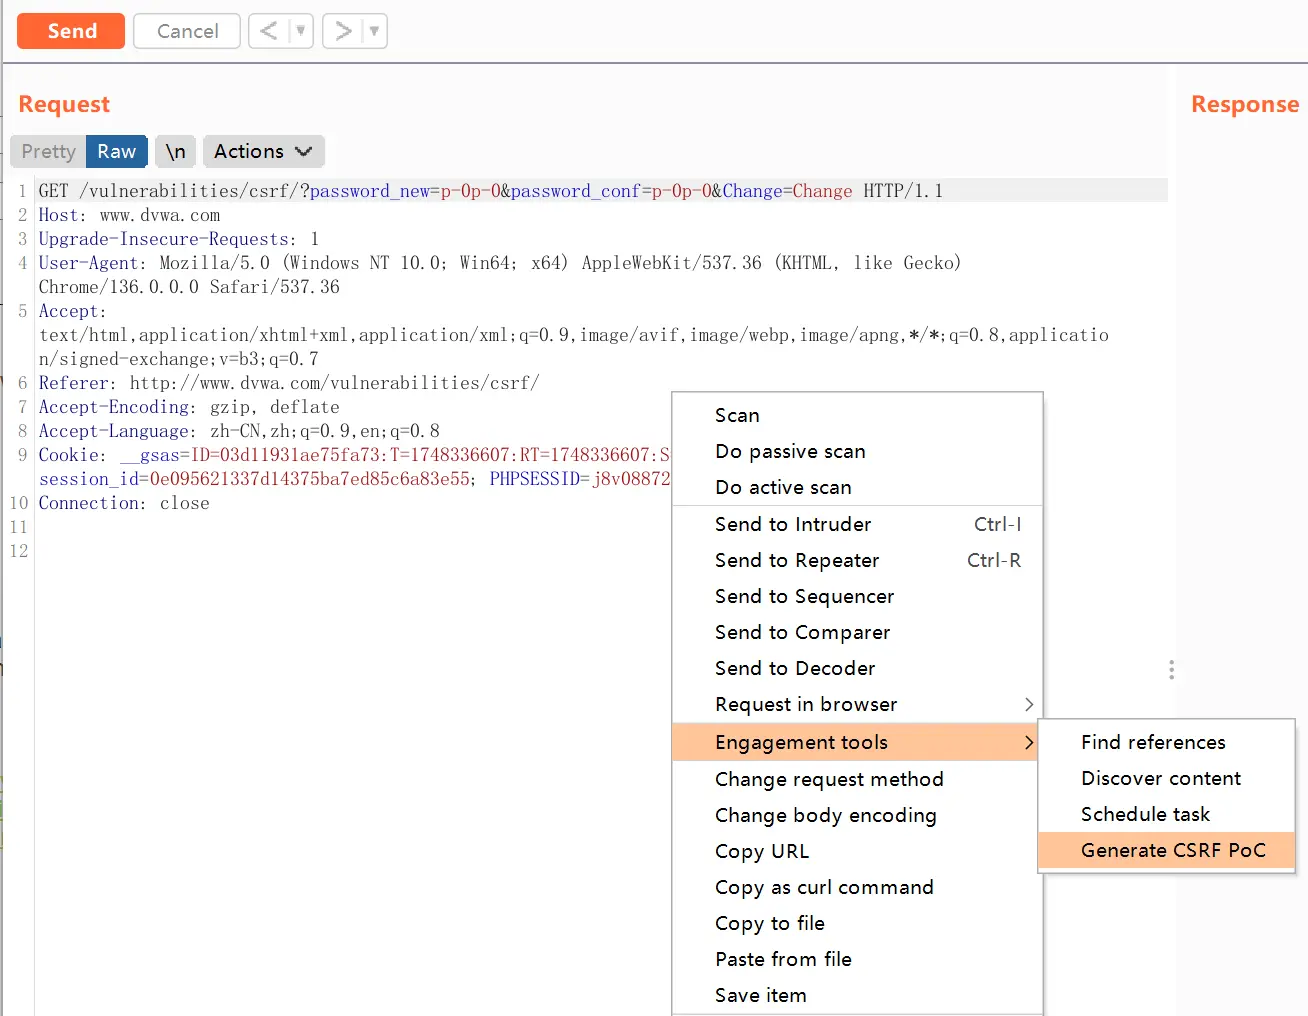 Send Cancel < ▼ > ▼
Request
Response
Pretty Raw \n Actions
1 GET /vulnerabilities/csrf/?password_new=p-0p-0&password_conf=p-0p-0&Change=Change HTTP/1.1
2 Host: www.dvwa.com
3 Upgrade-Insecure-Requests: 1
4 User-Agent: Mozilla/5.0 (Windows NT 10.0; Win64; x64) AppleWebKit/537.36 (KHTML, like Gecko)
Chrome/136.0.0.0 Safari/537.36
5 Accept:
text/html,application/xhtml+xml,application/xml;q=0.9,image/avif,image/webp,image/apng,*/*;q=0.8,applicatio
n/signed-exchange;v=b3;q=0.7
6 Referer: http://www.dvwa.com/vulnerabilities/csrf/
7 Accept-Encoding: gzip, deflate
8 Accept-Language: zh-CN,zh;q=0.9,en;q=0.8
9 Cookie: __gsas=ID=03d11931ae75fa73:T=1748336607:RT=1748336607:S
session_id=0e095621337d14375ba7ed85c6a83e55; PHPSESSID=j8v08872
10 Connection: close
11
12
Scan
Do passive scan
Do active scan
Send to Intruder Ctrl-I
Send to Repeater Ctrl-R
Send to Sequencer
Send to Comparer
Send to Decoder
Request in browser >
Engagement tools >
Change request method
Change body encoding
Copy URL
Copy as curl command
Copy to file
Paste from file
Save item
Find references
Discover content
Schedule task
Generate CSRF PoC